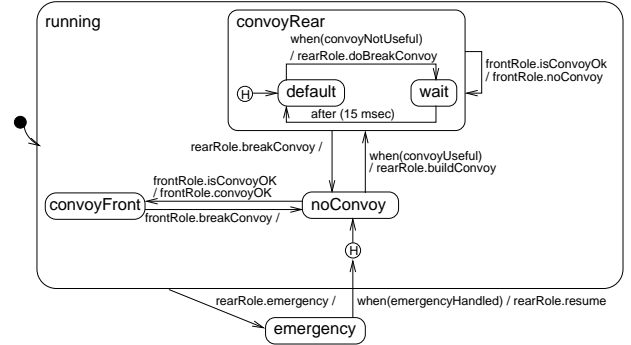 running
convoyRear
when(convoyNotUseful)
/ rearRole.doBreakConvoy
frontRole.isConvoyOk
/ frontRole.noConvoy
H
default
wait
after (15 msec)
rearRole.breakConvoy /
when(convoyUseful)
/ rearRole.buildConvoy
frontRole.isConvoyOK
/ frontRole.convoyOK
convoyFront
noConvoy
frontRole.breakConvoy /
H
rearRole.emergency /
when(emergencyHandled) / rearRole.resume
emergency